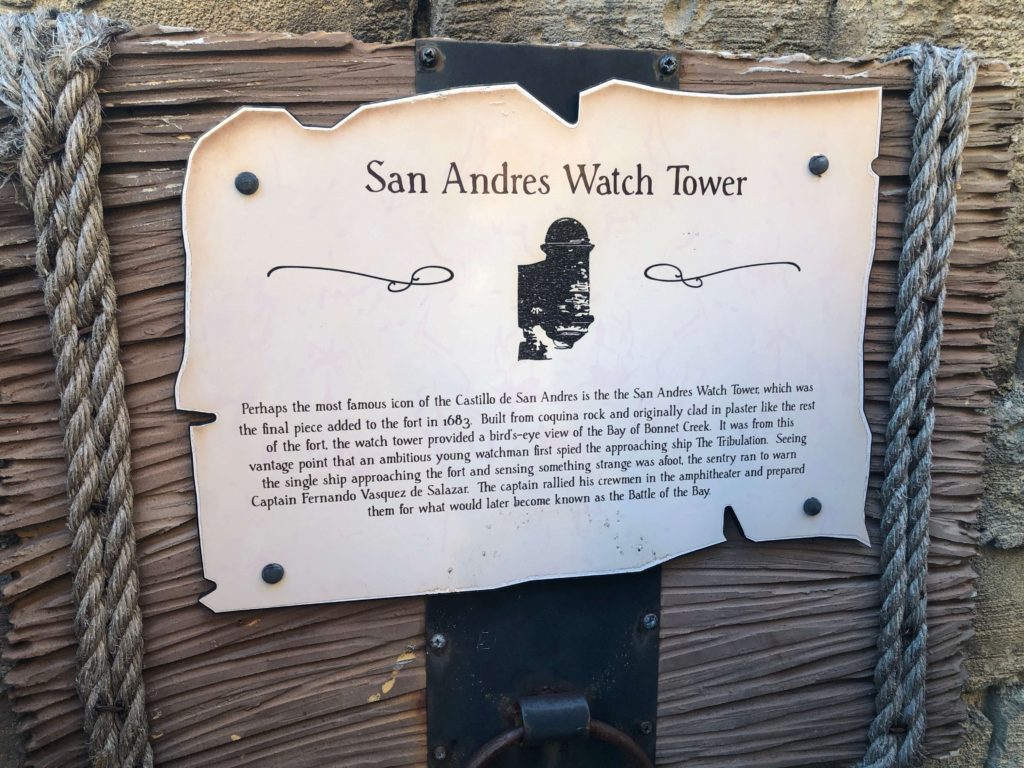 San Andres Watch Tower
Perhaps the most famous icon of the Castillo de San Andres is the the San Andres Watch Tower, which was
the final piece added to the fort in 1683. Built from coquina rock and originally clad in plaster like the rest
of the fort, the watch tower provided a bird's-eye view of the Bay of Bonnet Creek. It was from this
vantage point that an ambitious young watchman first spied the approaching ship The Tribulation. Seeing
the single ship approaching the fort and sensing something strange was afoot, the sentry ran to warn
Captain Fernando Vasquez de Salazar. The captain rallied his crewmen in the amphitheater and prepared
them for what would later become known as the Battle of the Bay.